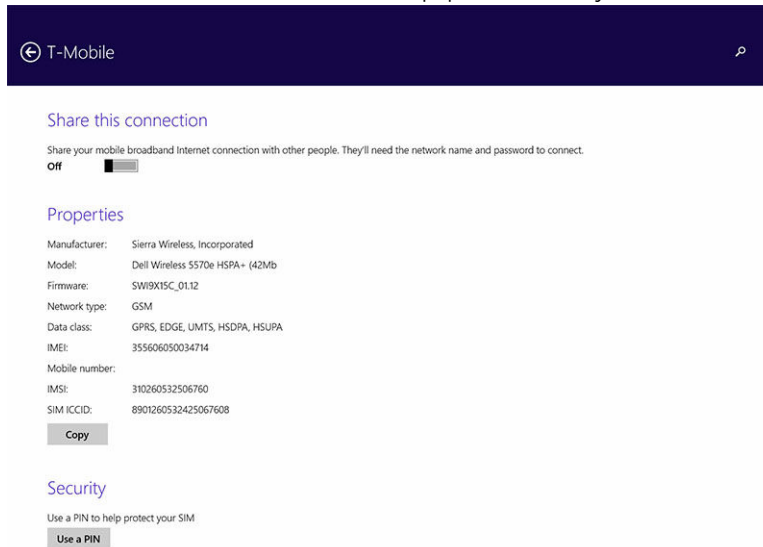 T-Mobile
Share this connection
Share your mobile broadband Internet connection with other people. They'll need the network name and password to connect.
Off
Properties
Manufacturer: Sierra Wireless, Incorporated
Model: Dell Wireless 5570e HSPA+ (42Mb
Firmware: SWI9X15C_01.12
Network type: GSM
Data class: GPRS, EDGE, UMTS, HSDPA, HSUPA
IMEI: 355606050034714
Mobile number:
IMSI: 310260532506760
SIM ICCID: 8901260532425067608
Copy
Security
Use a PIN to help protect your SIM
Use a PIN